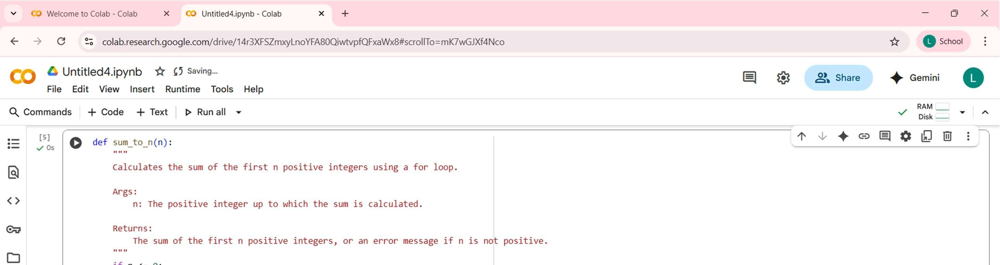 Welcome to Colab - Colab
Untitled4.ipynb - Colab
colab.research.google.com/drive/14r3XFSZmxyLnoYFA80QiwtvpfQFxaWx8#scrollTo=mK7wGJXf4Nco
L School
Untitled4.ipynb Saving...
File Edit View Insert Runtime Tools Help
Share
Gemini
L
Commands + Code + Text Run all
RAM
Disk
[5]
0s
def sum_to_n(n):
"""
Calculates the sum of the first n positive integers using a for loop.
Args:
n: The positive integer up to which the sum is calculated.
Returns:
The sum of the first n positive integers, or an error message if n is not positive.
"""
if n <= 0: